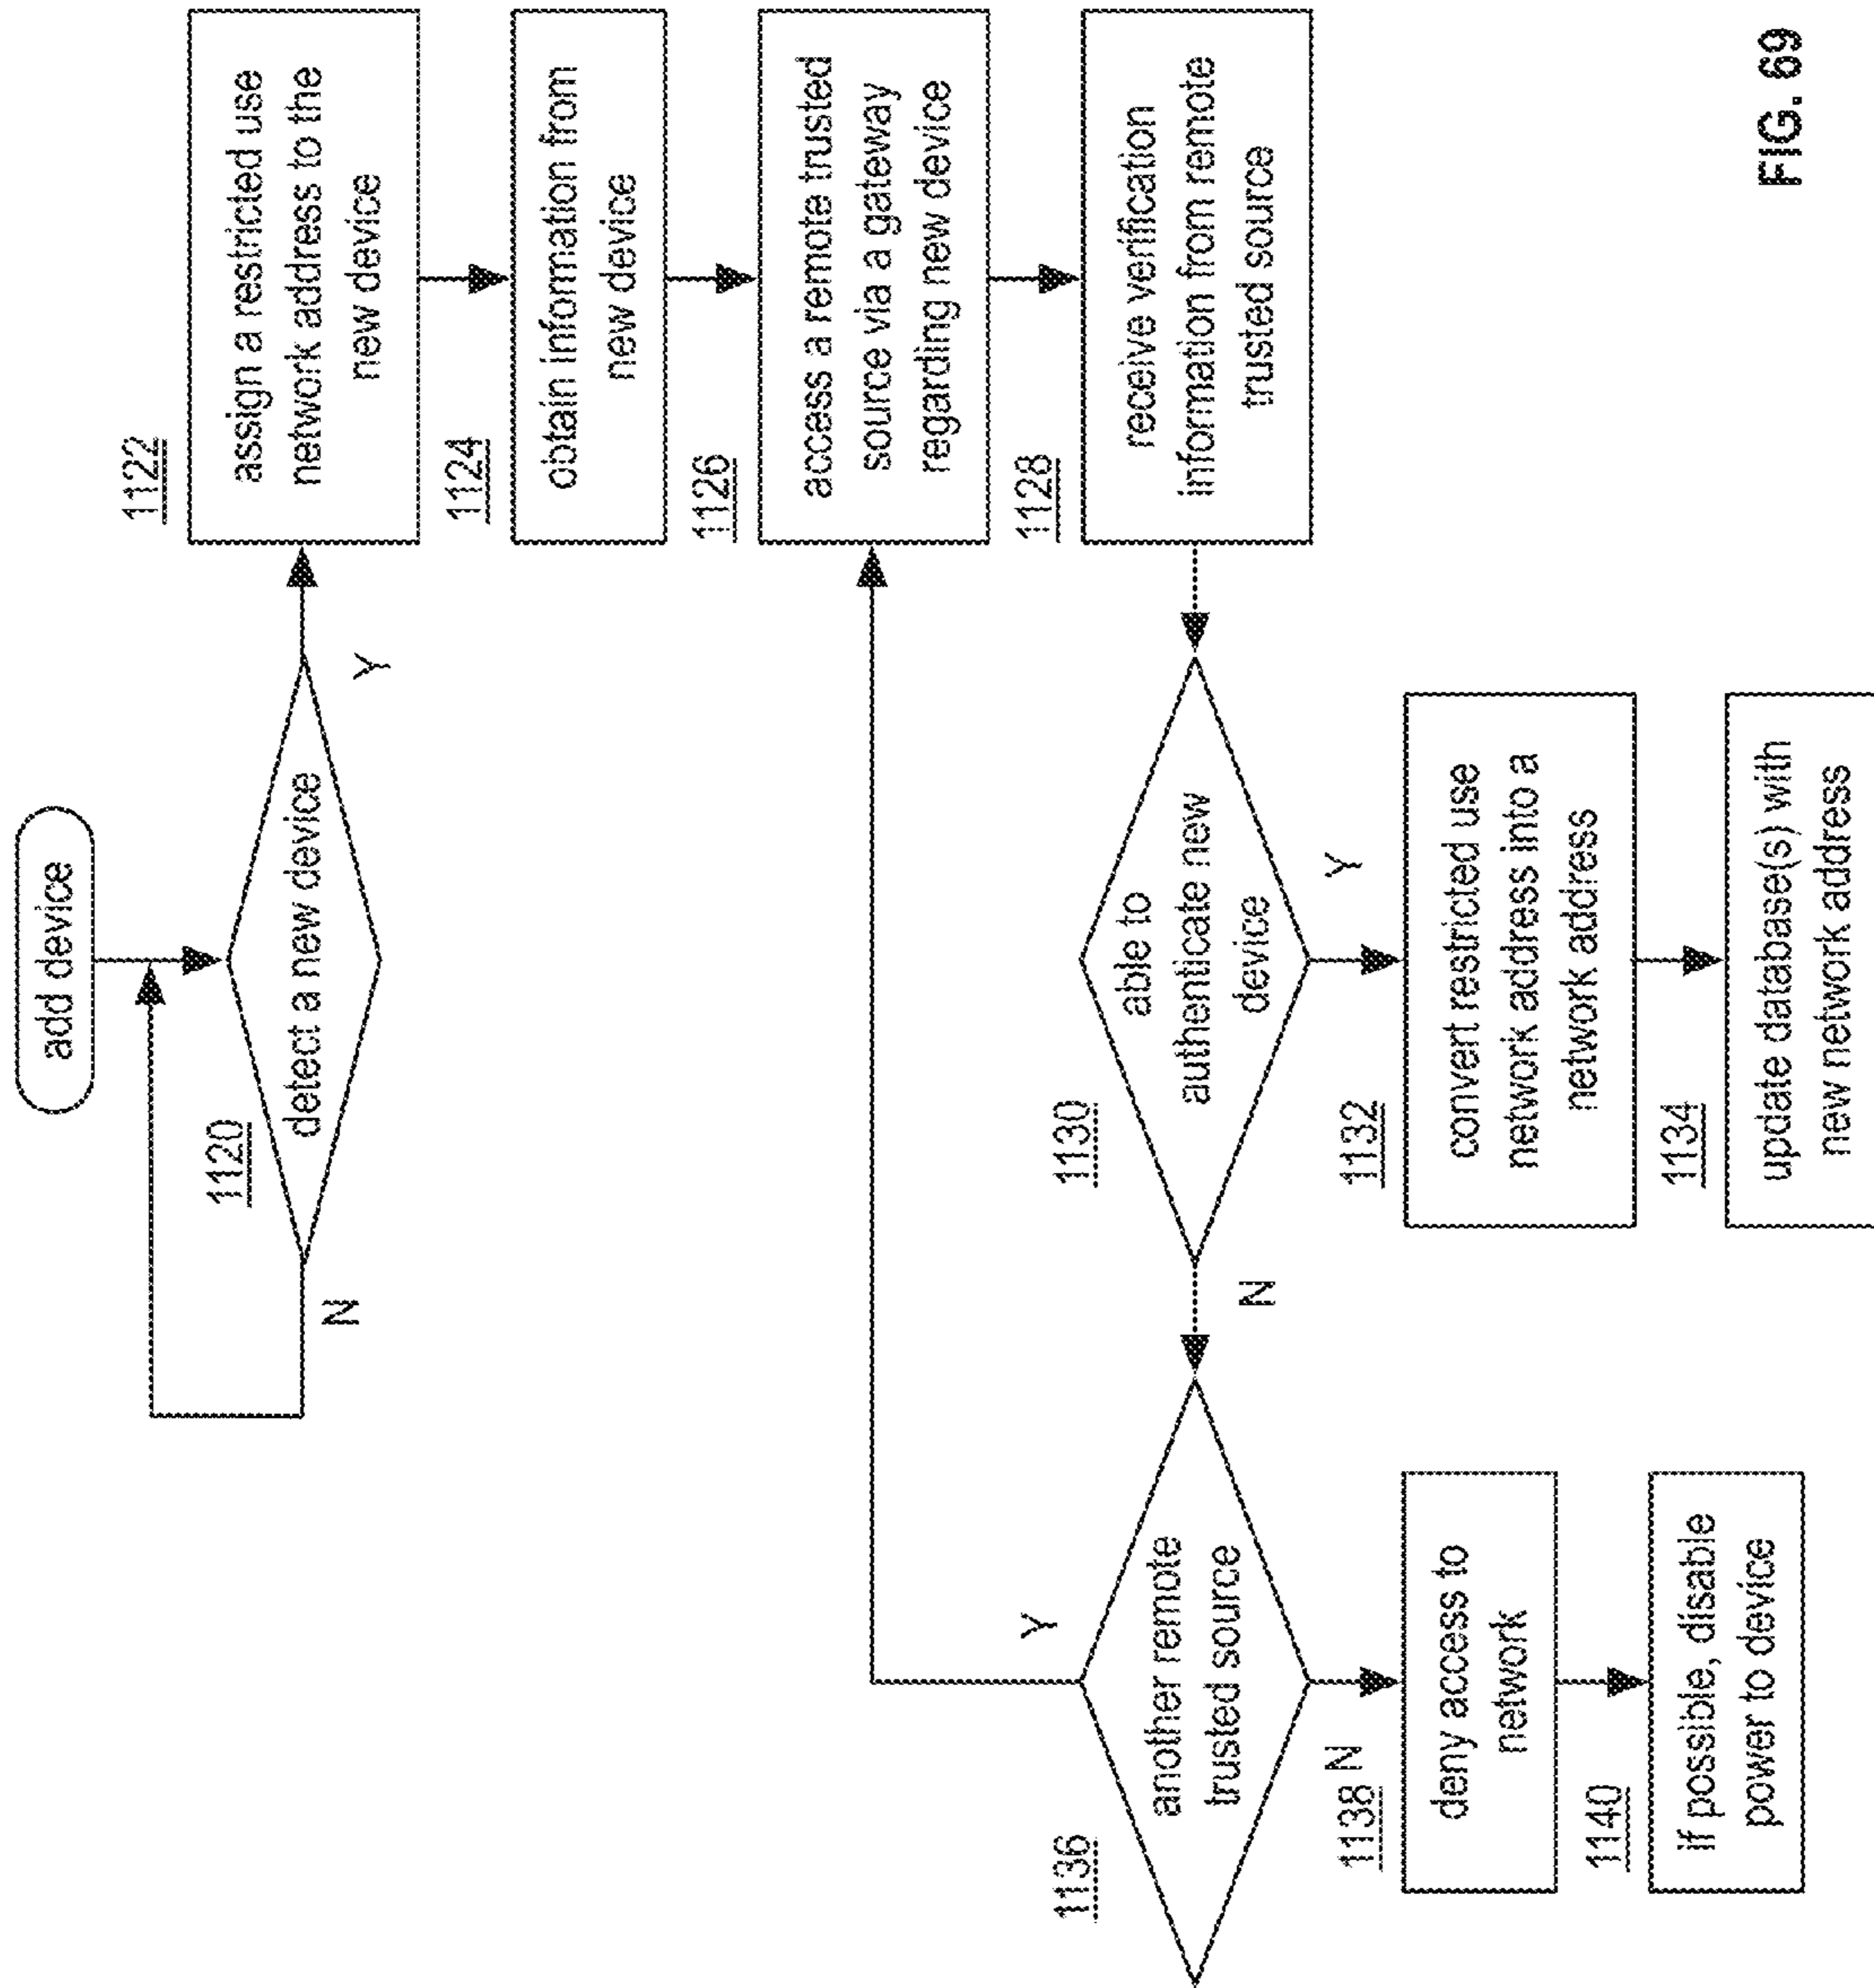 add device
1120
detect a new device
N
Y
1122
assign a restricted use
network address to the
new device
1124
obtain information from
new device
1126
access a remote trusted
source via a gateway
regarding new device
1128
receive verification
information from remote
trusted source
1130
able to
authenticate new
device
Y
N
1132
convert restricted use
network address into a
network address
1134
update database(s) with
new network address
1136
another remote
trusted source
Y
N
1138
deny access to
network
1140
If possible, disable
power to device
FIG. 69